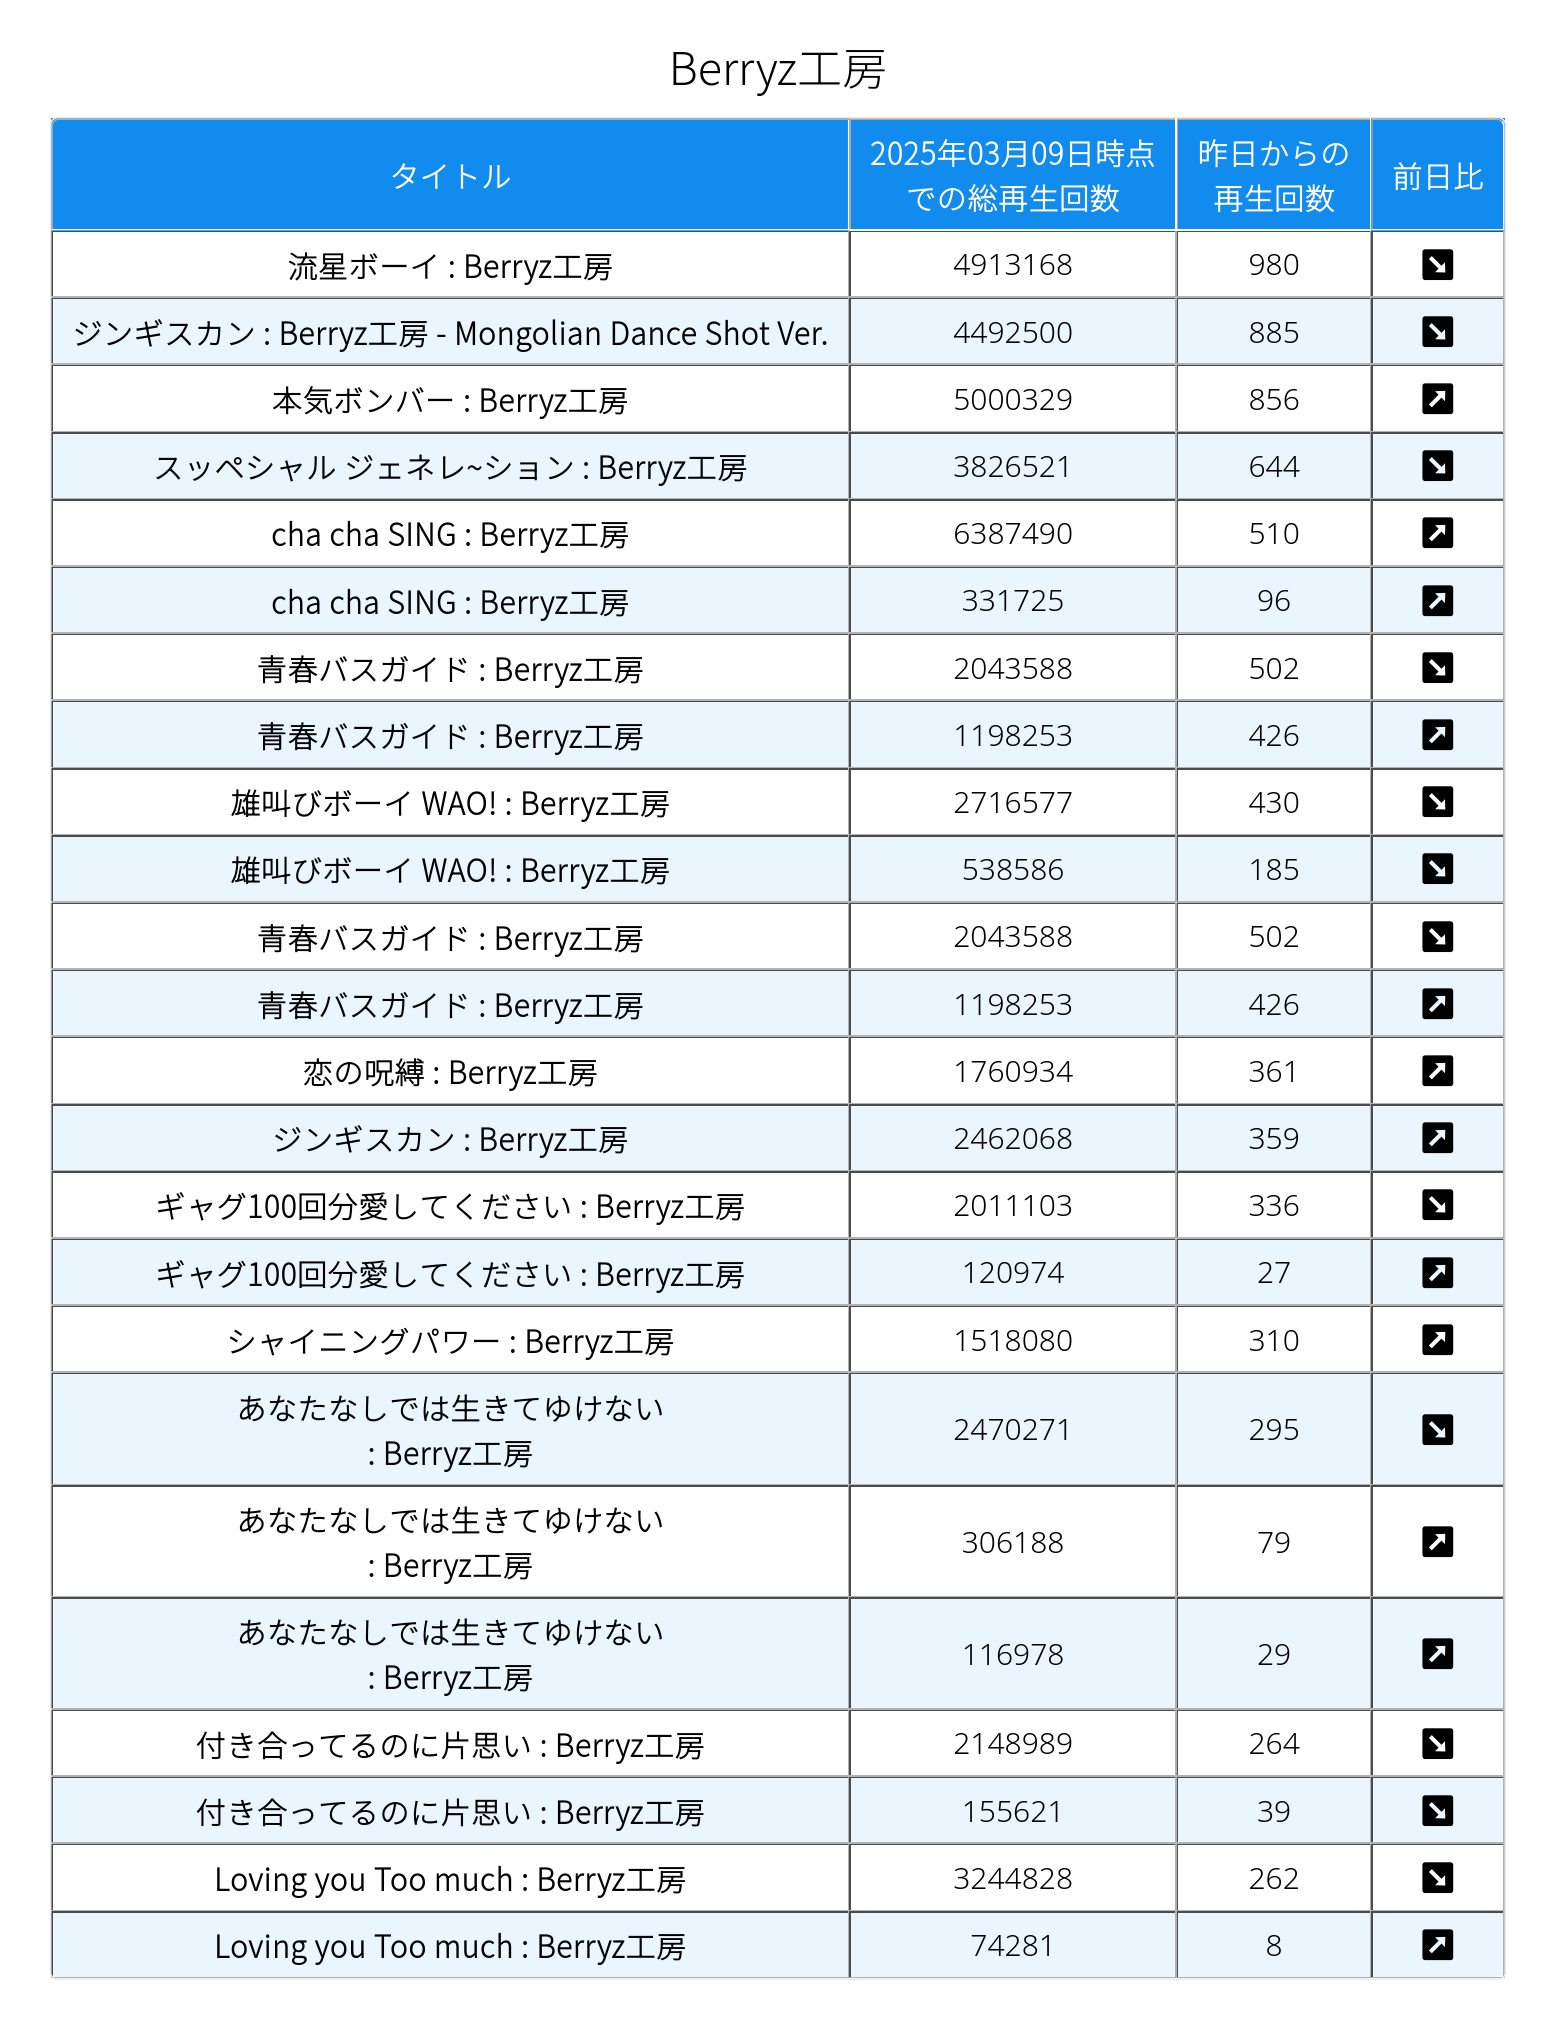 Berryz工房
タイトル
2025年03月09日時点
での総再生回数
昨日からの
再生回数
前日比
流星ボーイ : Berryz工房 4913168 980
ジンギスカン : Berryz工房 - Mongolian Dance Shot Ver. 4492500 885
本気ボンバー : Berryz工房 5000329 856
スッペシャル ジェネレ~ション : Berryz工房 3826521 644
cha cha SING : Berryz工房 6387490 510
cha cha SING : Berryz工房 331725 96
青春バスガイド : Berryz工房 2043588 502
青春バスガイド : Berryz工房 1198253 426
雄叫びボーイ WAO! : Berryz工房 2716577 430
雄叫びボーイ WAO! : Berryz工房 538586 185
青春バスガイド : Berryz工房 2043588 502
青春バスガイド : Berryz工房 1198253 426
恋の呪縛 : Berryz工房 1760934 361
ジンギスカン : Berryz工房 2462068 359
ギャグ100回分愛してください : Berryz工房 2011103 336
ギャグ100回分愛してください : Berryz工房 120974 27
シャイニングパワー : Berryz工房 1518080 310
あなたなしでは生きてゆけない
: Berryz工房 2470271 295
あなたなしでは生きてゆけない
: Berryz工房 306188 79
あなたなしでは生きてゆけない
: Berryz工房 116978 29
付き合ってるのに片思い : Berryz工房 2148989 264
付き合ってるのに片思い : Berryz工房 155621 39
Loving you Too much : Berryz工房 3244828 262
Loving you Too much : Berryz工房 74281 8